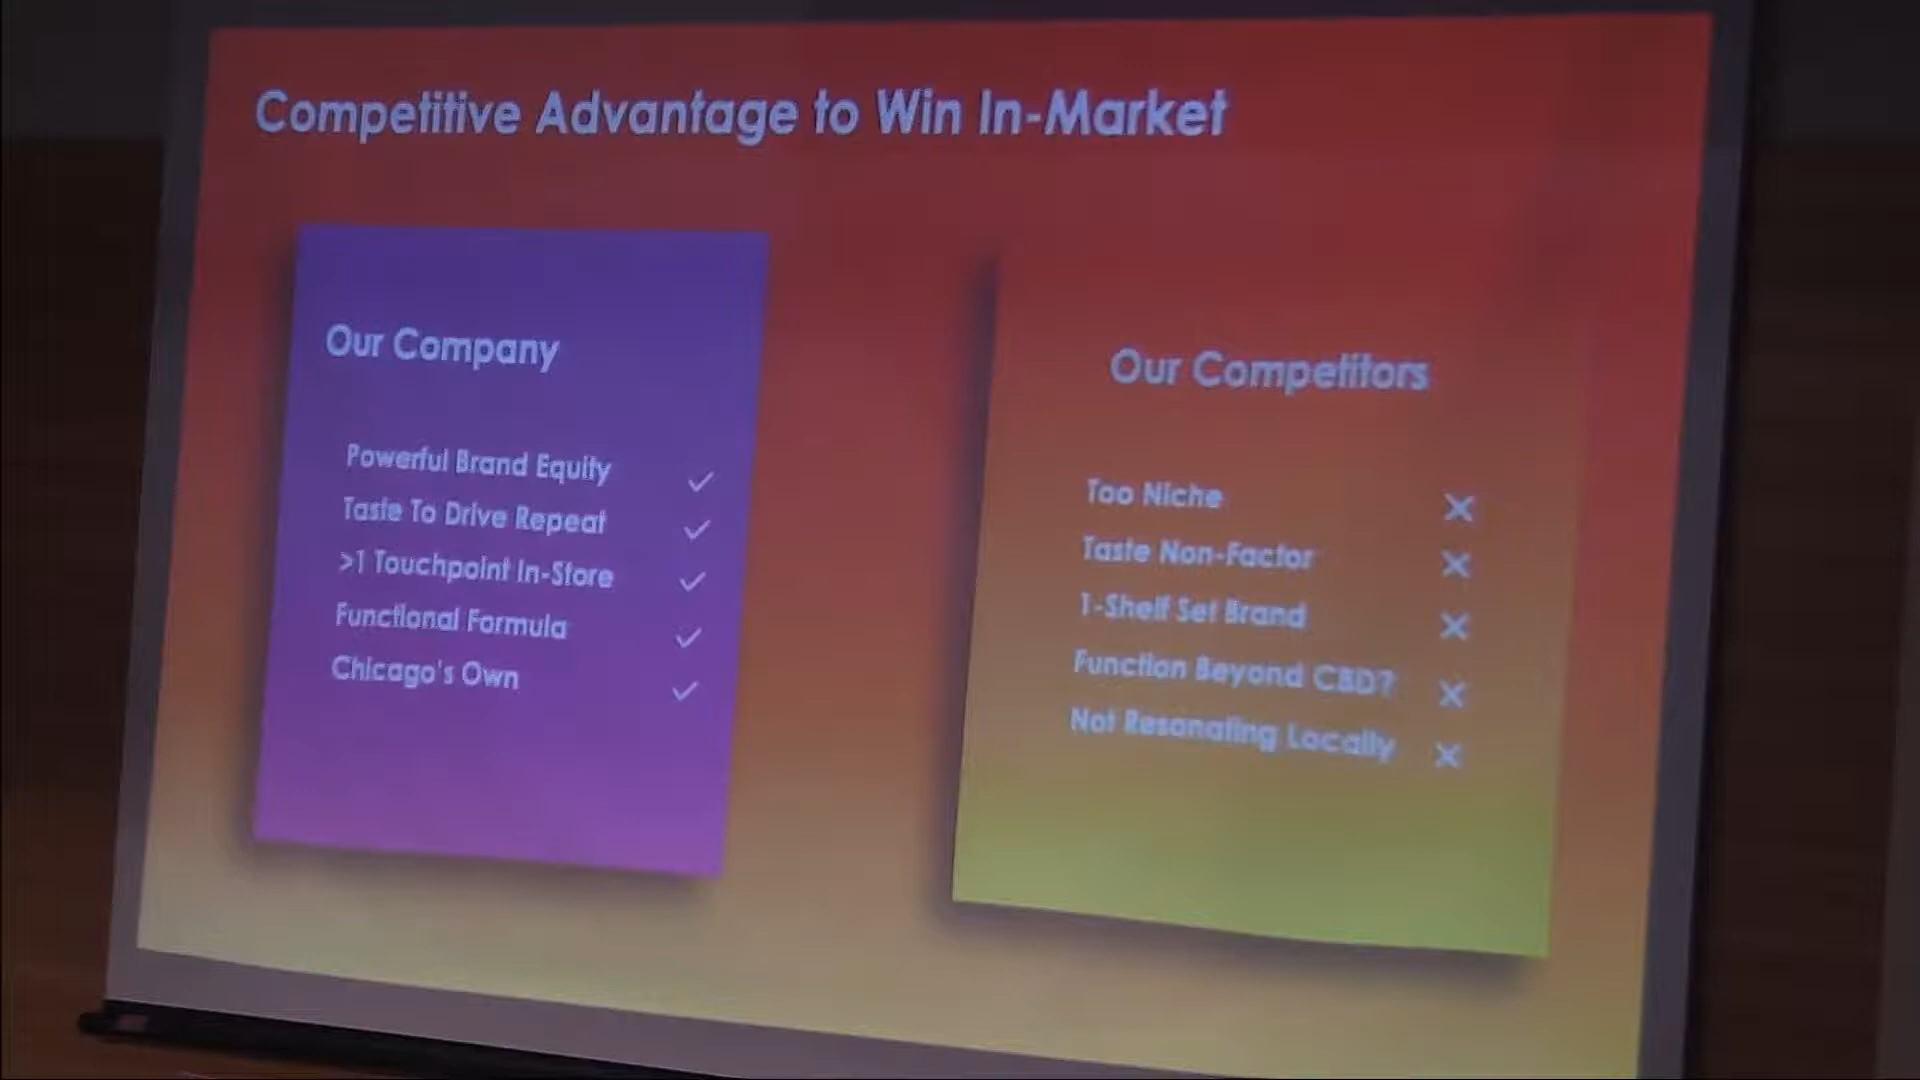 Competitive Advantage to Win In-Market
Our Company
Powerful Brand Equity
Taste To Drive Repeat
>1 Touchpoint In-Store
Functional Formula
Chicago's Own
Our Competitors
Too Niche
Taste Non-Factor
1-Shelf Set Brand
Function Beyond CBD?
Not Resonating Locally